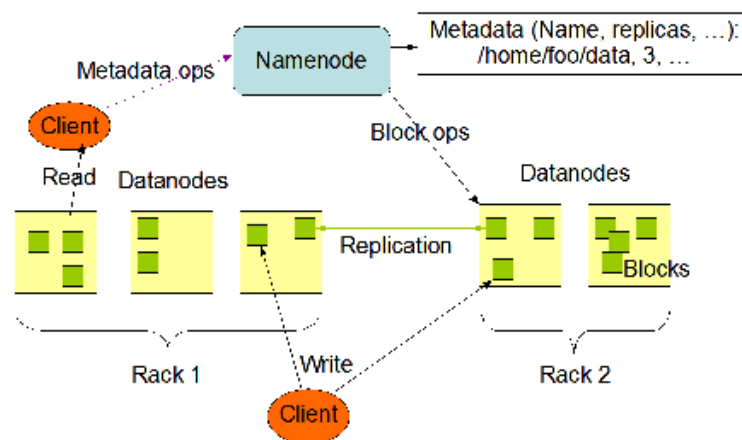 Metadata (Name, replicas, …):
/home/foo/data, 3, …
Namenode
Metadata ops
Client
Block ops
Read
Datanodes
Datanodes
Replication
Blocks
Rack 1
Write
Rack 2
Client